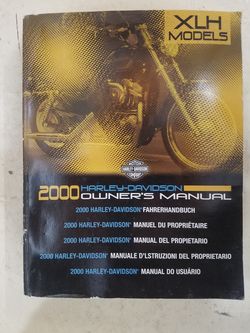 XLH
MODELS
HARLEY-DAVIDSON
2000 HARLEY-DAVIDSON
OWNER'S MANUAL
2000 HARLEY-DAVIDSON® FAHRERHANDBUCH
2000 HARLEY-DAVIDSON® MANUEL DU PROPRIÉTAIRE
2000 HARLEY-DAVIDSON® MANUAL DEL PROPIETARIO
2000 HARLEY-DAVIDSON® MANUALE D'LSTRUZIONI DEL PROPRIETARIO
2000 HARLEY-DAVIDSON® MANUAL DO USUÁRIO